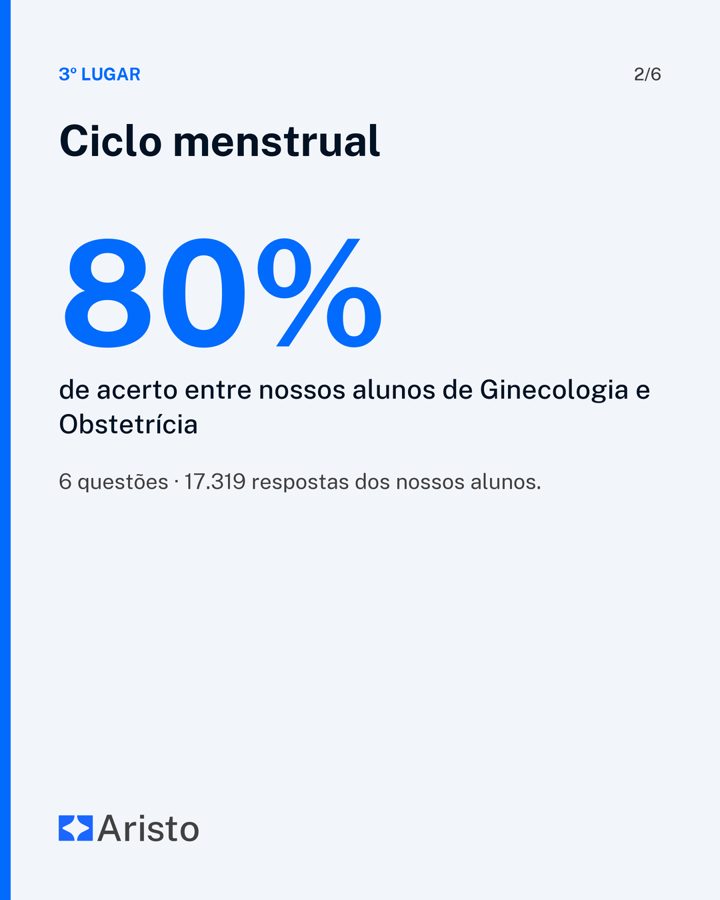 3º LUGAR
2/6
Ciclo menstrual
80%
de acerto entre nossos alunos de Ginecologia e
Obstetrícia
6 questões · 17.319 respostas dos nossos alunos.
Aristo